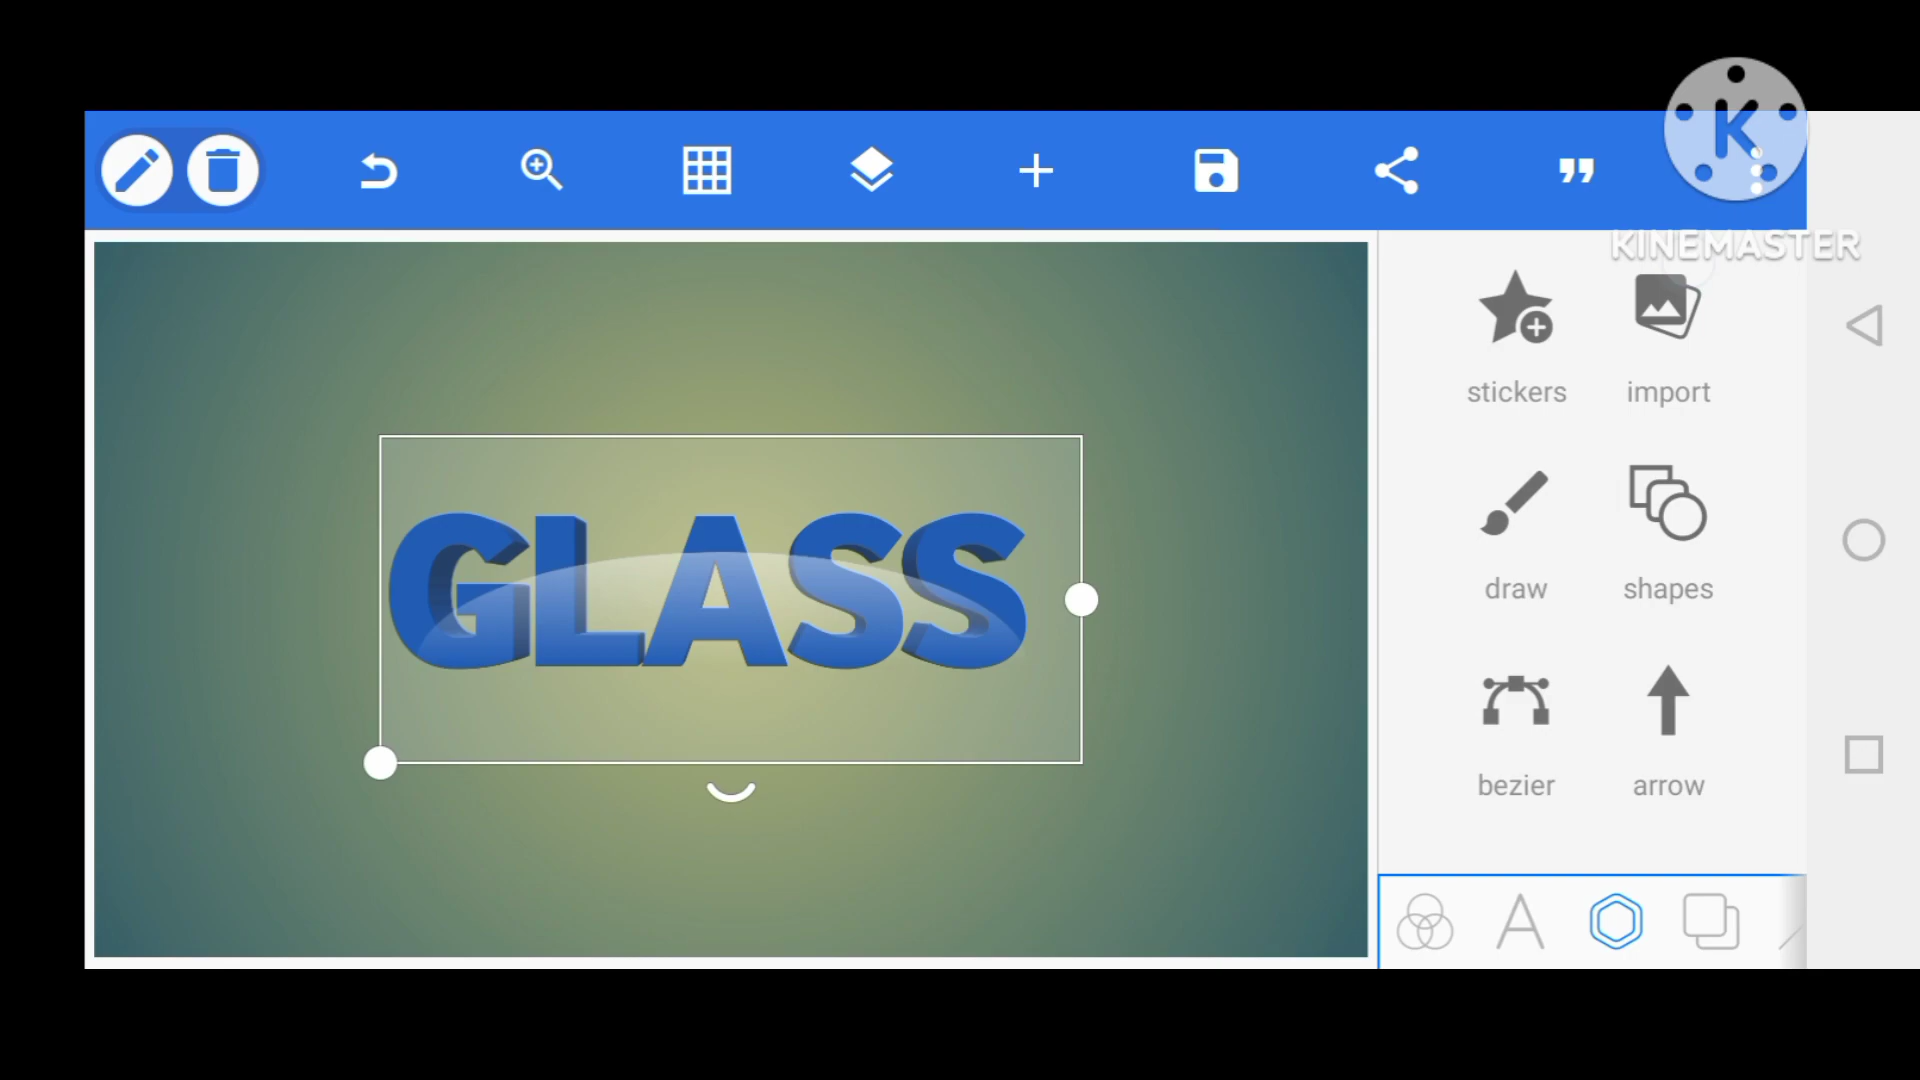 K
KINEMASTER
stickers import
GLASS
draw shapes
bezier arrow